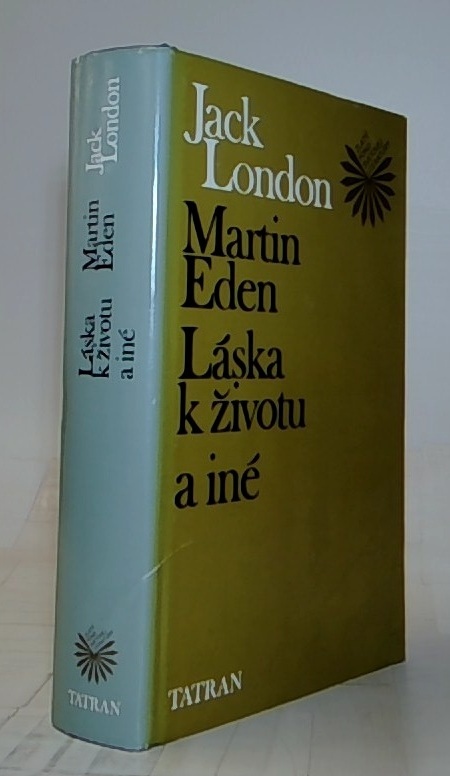 Jack
London
Martin
Eden
Láska
k životu
a iné
TATRAN
Jack
London
Martin
Eden
Láska
k životu
a iné
TATRAN